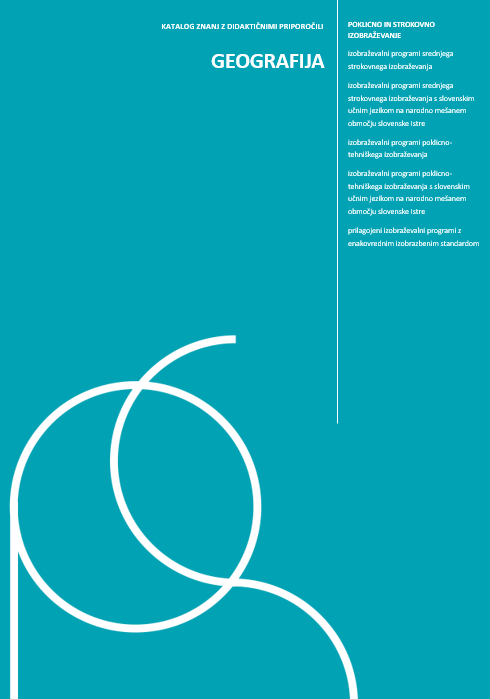 KATALOG ZNANJ Z DIDAKTIČNIMI PRIPOROČILI
GEOGRAFIJA
POKLICNO IN STROKOVNO
IZOBRAŽEVANJE
izobraževalni programi srednjega
strokovnega izobraževanja
izobraževalni programi srednjega
strokovnega izobraževanja s slovenskim
učnim jezikom na narodno mešanem
območju slovenske Istre
izobraževalni programi poklicno-
tehniškega izobraževanja
izobraževalni programi poklicno-
tehniškega izobraževanja s slovenskim
učnim jezikom na narodno mešanem
območju slovenske Istre
prilagojeni izobraževalni programi z
enakovrednim izobrazbenim standardom